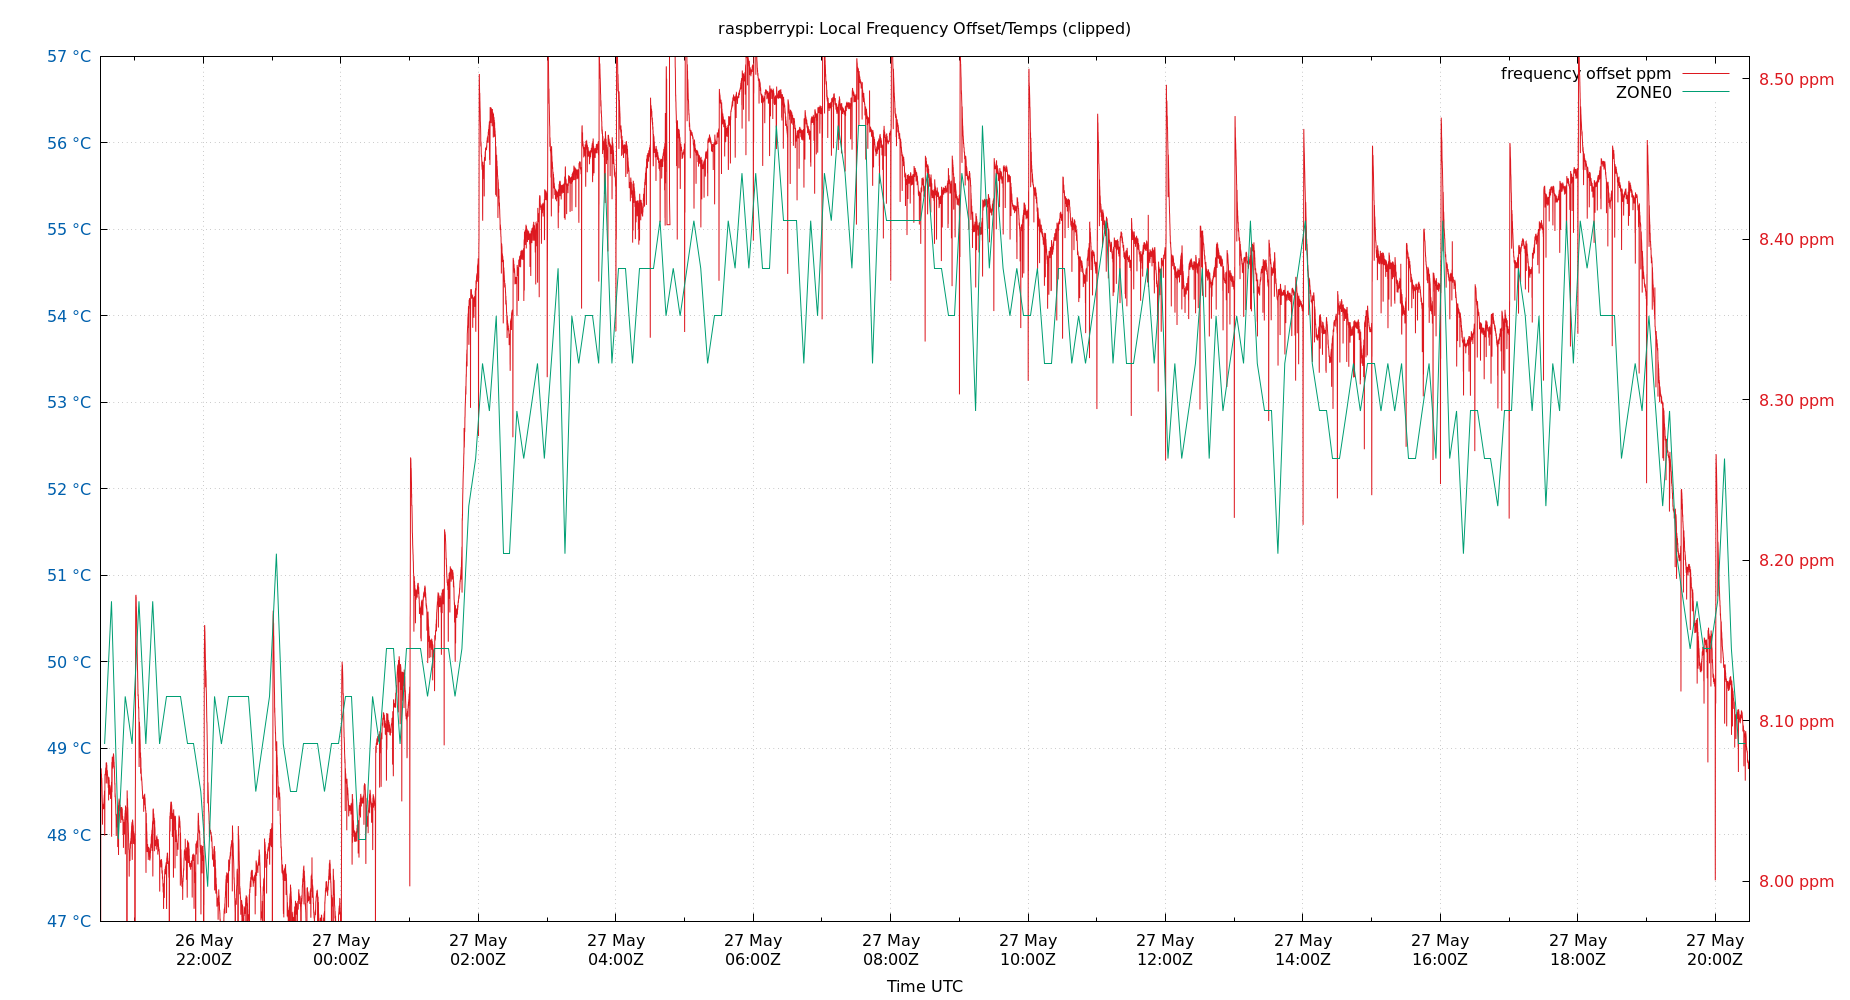 raspberrypi: Local Frequency Offset/Temps (clipped)
frequency offset ppm
ZONE0
57 °C
56 °C
55 °C
54 °C
53 °C
52 °C
51 °C
50 °C
49 °C
48 °C
47 °C
8.50 ppm
8.40 ppm
8.30 ppm
8.20 ppm
8.10 ppm
8.00 ppm
26 May
22:00Z
27 May
00:00Z
27 May
02:00Z
27 May
04:00Z
27 May
06:00Z
27 May
08:00Z
27 May
10:00Z
27 May
12:00Z
27 May
14:00Z
27 May
16:00Z
27 May
18:00Z
27 May
20:00Z
Time UTC